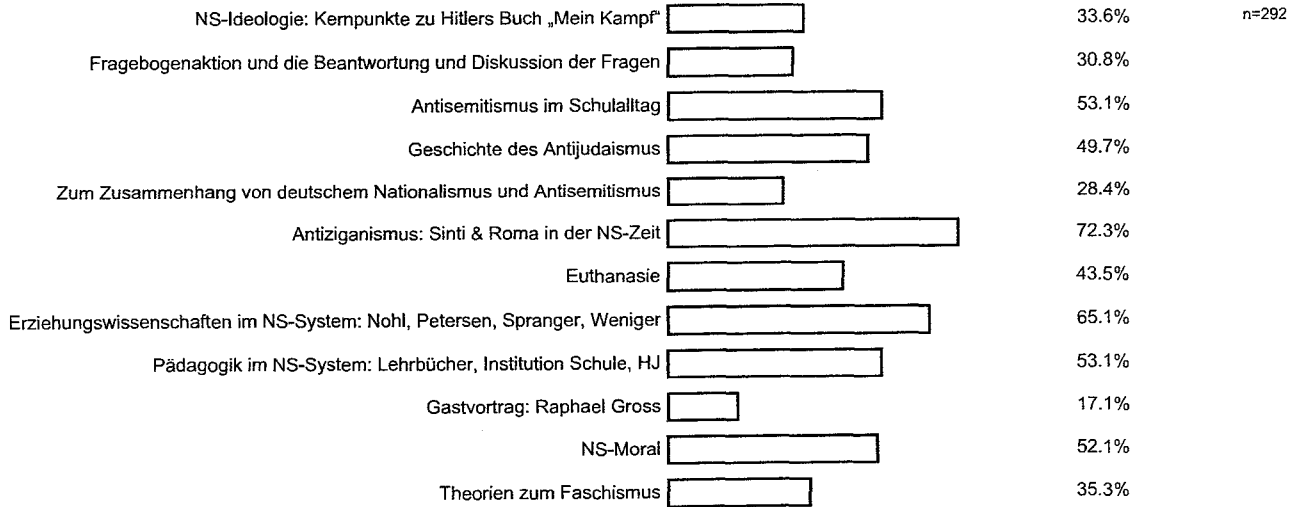 NS-Ideologie: Kernpunkte zu Hitlers Buch „Mein Kampf“ 33.6% n=292
Fragebogenaktion und die Beantwortung und Diskussion der Fragen 30.8%
Antisemitismus im Schulalltag 53.1%
Geschichte des Antijudaismus 49.7%
Zum Zusammenhang von deutschem Nationalismus und Antisemitismus 28.4%
Antiziganismus: Sinti & Roma in der NS-Zeit 72.3%
Euthanasie 43.5%
Erziehungswissenschaften im NS-System: Nohl, Petersen, Spranger, Weniger 65.1%
Pädagogik im NS-System: Lehrbücher, Institution Schule, HJ 53.1%
Gastvortrag: Raphael Gross 17.1%
NS-Moral 52.1%
Theorien zum Faschismus 35.3%